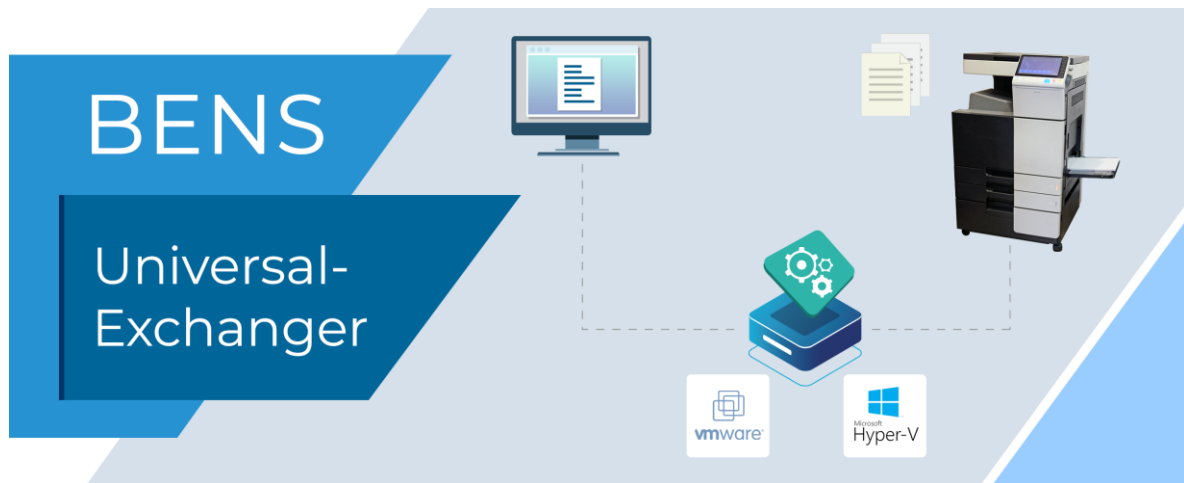 BENS
Universal-
Exchanger
vmware
Microsoft
Hyper-V